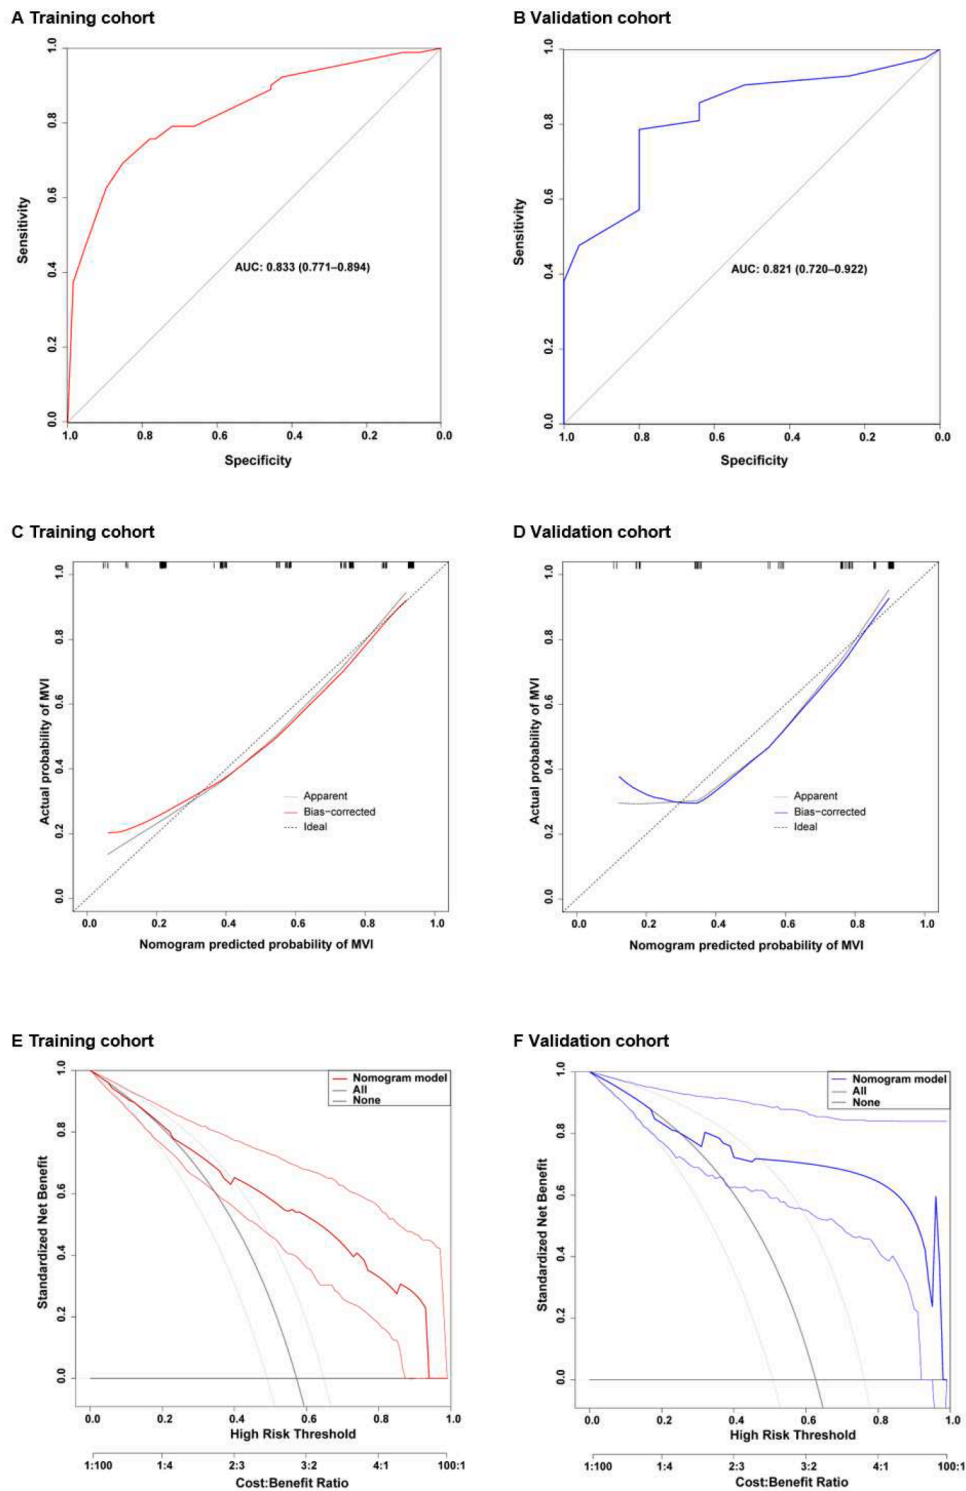 A Training cohort
B Validation cohort
1.0
0.8
0.6
0.4
0.2
0.0
Sensitivity
AUC: 0.833 (0.771–0.894)
1.0 0.8 0.6 0.4 0.2 0.0
Specificity
1.0
0.8
0.6
0.4
0.2
0.0
Sensitivity
AUC: 0.821 (0.720–0.922)
1.0 0.8 0.6 0.4 0.2 0.0
Specificity
C Training cohort
D Validation cohort
1.0
0.8
0.6
0.4
0.2
0.0
Actual probability of MVI
Apparent
Bias−corrected
Ideal
0.0 0.2 0.4 0.6 0.8 1.0
Nomogram predicted probability of MVI
1.0
0.8
0.6
0.4
0.2
0.0
Actual probability of MVI
Apparent
Bias−corrected
Ideal
0.0 0.2 0.4 0.6 0.8 1.0
Nomogram predicted probability of MVI
E Training cohort
F Validation cohort
Nomogram model
All
None
1.0
0.8
0.6
0.4
0.2
0.0
Standardized Net Benefit
0.0 0.2 0.4 0.6 0.8 1.0
High Risk Threshold
1:100 1:4 2:3 3:2 4:1 100:1
Cost:Benefit Ratio
Nomogram model
All
None
1.0
0.8
0.6
0.4
0.2
0.0
Standardized Net Benefit
0.0 0.2 0.4 0.6 0.8 1.0
High Risk Threshold
1:100 1:4 2:3 3:2 4:1 100:1
Cost:Benefit Ratio